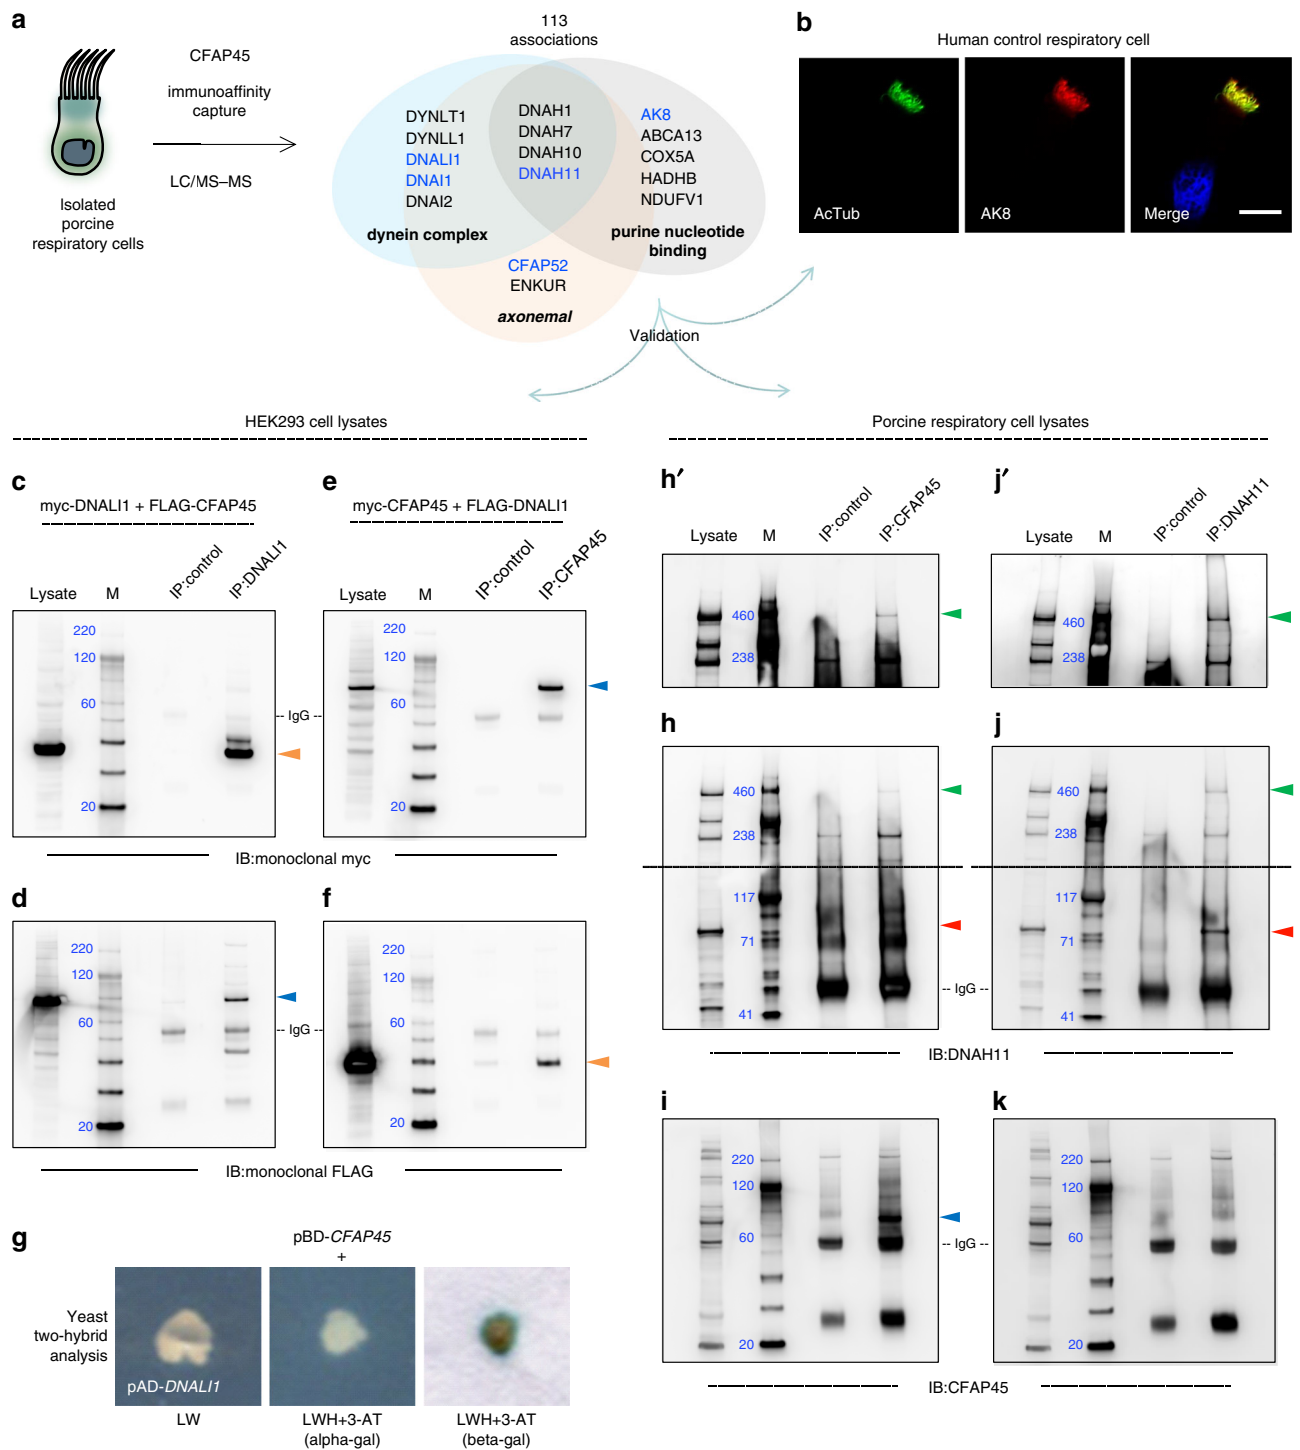 a
CFAP45
immunoaffinity
capture
LC/MS–MS
Isolated
porcine
respiratory cells
113
associations
DYNLT1
DYNLL1
DNALI1
DNAI1
DNAI2
dynein complex
DNAH1
DNAH7
DNAH10
DNAH11
AK8
ABCA13
COX5A
HADHB
NDUFV1
purine nucleotide
binding
CFAP52
ENKUR
axonemal
Validation
b
Human control respiratory cell
AcTub
AK8
Merge
HEK293 cell lysates
Porcine respiratory cell lysates
c
myc-DNALI1 + FLAG-CFAP45
Lysate
M
IP:control
IP:DNALI1
220
120
60
20
-- IgG --
e
myc-CFAP45 + FLAG-DNALI1
Lysate
M
IP:control
IP:CFAP45
220
120
60
20
IB:monoclonal myc
d
220
120
60
20
-- IgG --
f
220
120
60
20
IB:monoclonal FLAG
g
Yeast
two-hybrid
analysis
pBD-CFAP45
+
pAD-DNALI1
LW
LWH+3-AT
(alpha-gal)
LWH+3-AT
(beta-gal)
h′
Lysate
M
IP:control
IP:CFAP45
460
238
j′
Lysate
M
IP:control
IP:DNAH11
460
238
h
460
238
117
71
41
-- IgG --
j
460
238
117
71
41
IB:DNAH11
i
220
120
60
20
-- IgG --
k
220
120
60
20
IB:CFAP45